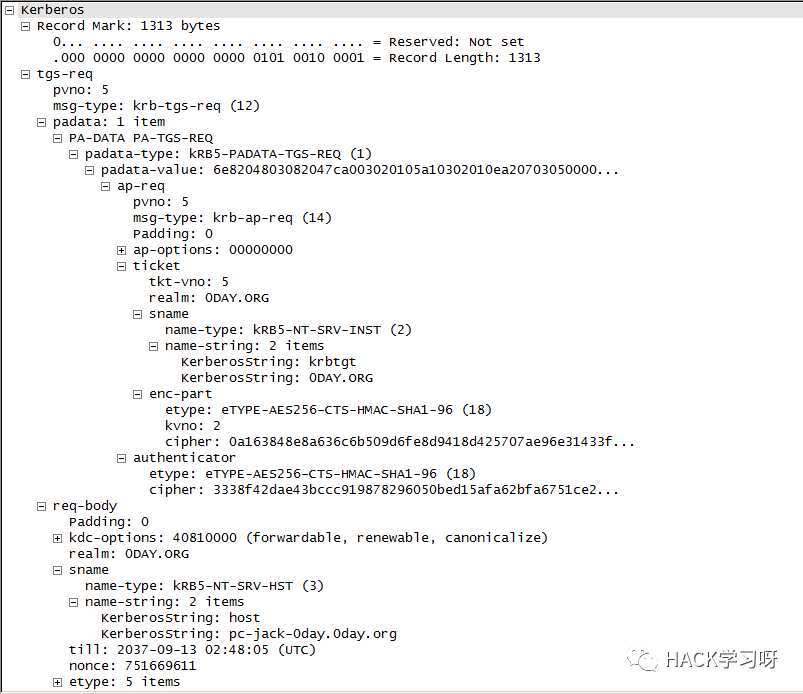 Kerberos
Record Mark: 1313 bytes
0... .... .... .... .... .... .... .... = Reserved: Not set
.000 0000 0000 0000 0000 0101 0010 0001 = Record Length: 1313
tgs-req
pvno: 5
msg-type: krb-tgs-req (12)
padata: 1 item
PA-DATA PA-TGS-REQ
padata-type: kRB5-PADATA-TGS-REQ (1)
padata-value: 6e8204803082047ca003020105a10302010ea20703050000...
ap-req
pvno: 5
msg-type: krb-ap-req (14)
Padding: 0
ap-options: 00000000
ticket
tkt-vno: 5
realm: 0DAY.ORG
sname
name-type: kRB5-NT-SRV-INST (2)
name-string: 2 items
KerberosString: krbtgt
KerberosString: 0DAY.ORG
enc-part
etype: eTYPE-AES256-CTS-HMAC-SHA1-96 (18)
kvno: 2
cipher: 0a163848e8a636c6b509d6fe8d9418d425707ae96e31433f...
authenticator
etype: eTYPE-AES256-CTS-HMAC-SHA1-96 (18)
cipher: 3338f42dae43bccc919878296050bed15afa62bfa6751ce2...
req-body
Padding: 0
kdc-options: 40810000 (forwardable, renewable, canonicalize)
realm: 0DAY.ORG
sname
name-type: kRB5-NT-SRV-HST (3)
name-string: 2 items
KerberosString: host
KerberosString: pc-jack-0day.0day.org
till: 2037-09-13 02:48:05 (UTC)
nonce: 751669611
etype: 5 items
HACK学习呀